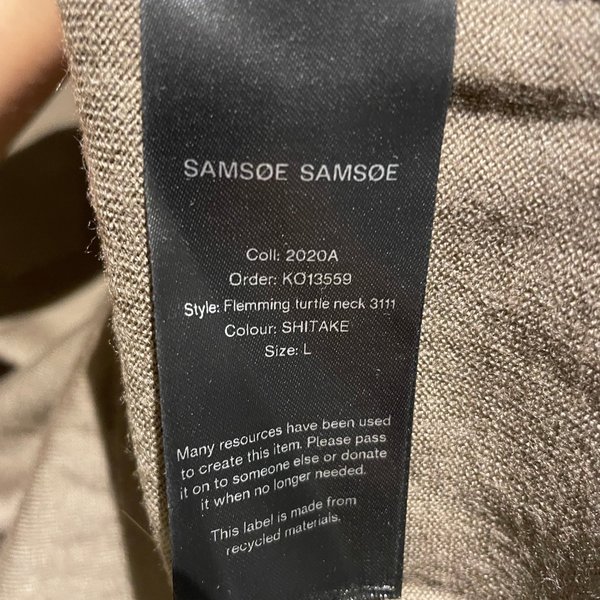 SAMSØE SAMSØE
Coll: 2020A
Order: KO13559
Style: Flemming turtle neck 3111
Colour: SHITAKE
Size: L
Many resources have been used
to create this item. Please pass
it on to someone else or donate
it when no longer needed.
This label is made from
recycled materials.